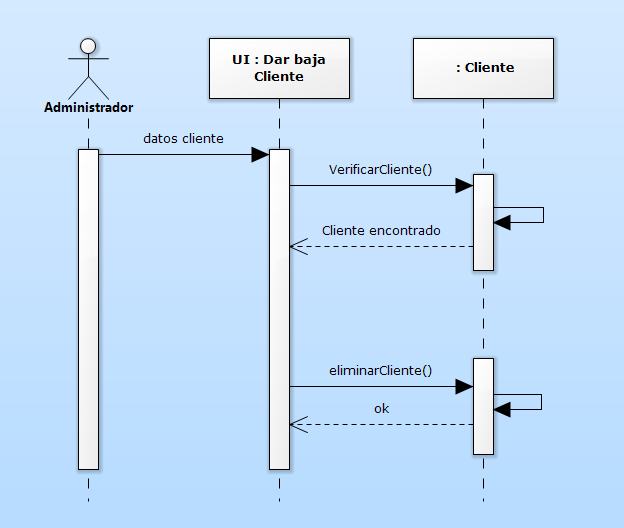 UI : Dar baja
Cliente
: Cliente
Administrador
datos cliente
VerificarCliente()
Cliente encontrado
eliminarCliente()
ok